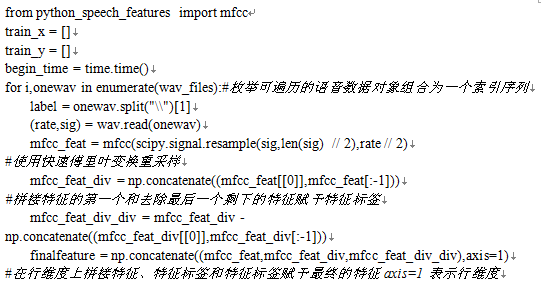 from python_speech_features import mfcc↵
train_x = []↵
train_y = []↵
begin_time = time.time()↵
for i,onewav in enumerate(wav_files):#枚举可遍历的语音数据对象组合为一个索引序列↵
label = onewav.split("\\")[1]↵
(rate,sig) = wav.read(onewav)↵
mfcc_feat = mfcc(scipy.signal.resample(sig,len(sig) // 2),rate // 2)↵
#使用快速傅里叶变换重采样↵
mfcc_feat_div = np.concatenate((mfcc_feat[[0]],mfcc_feat[:-1]))↵
#拼接特征的第一个和去除最后一个剩下的特征赋予特征标签↵
mfcc_feat_div_div = mfcc_feat_div -
np.concatenate((mfcc_feat_div[[0]],mfcc_feat_div[:-1]))↵
finalfeature = np.concatenate((mfcc_feat,mfcc_feat_div,mfcc_feat_div_div),axis=1)↵
#在行维度上拼接特征、特征标签和特征标签赋予最终的特征 axis=1 表示行维度↵